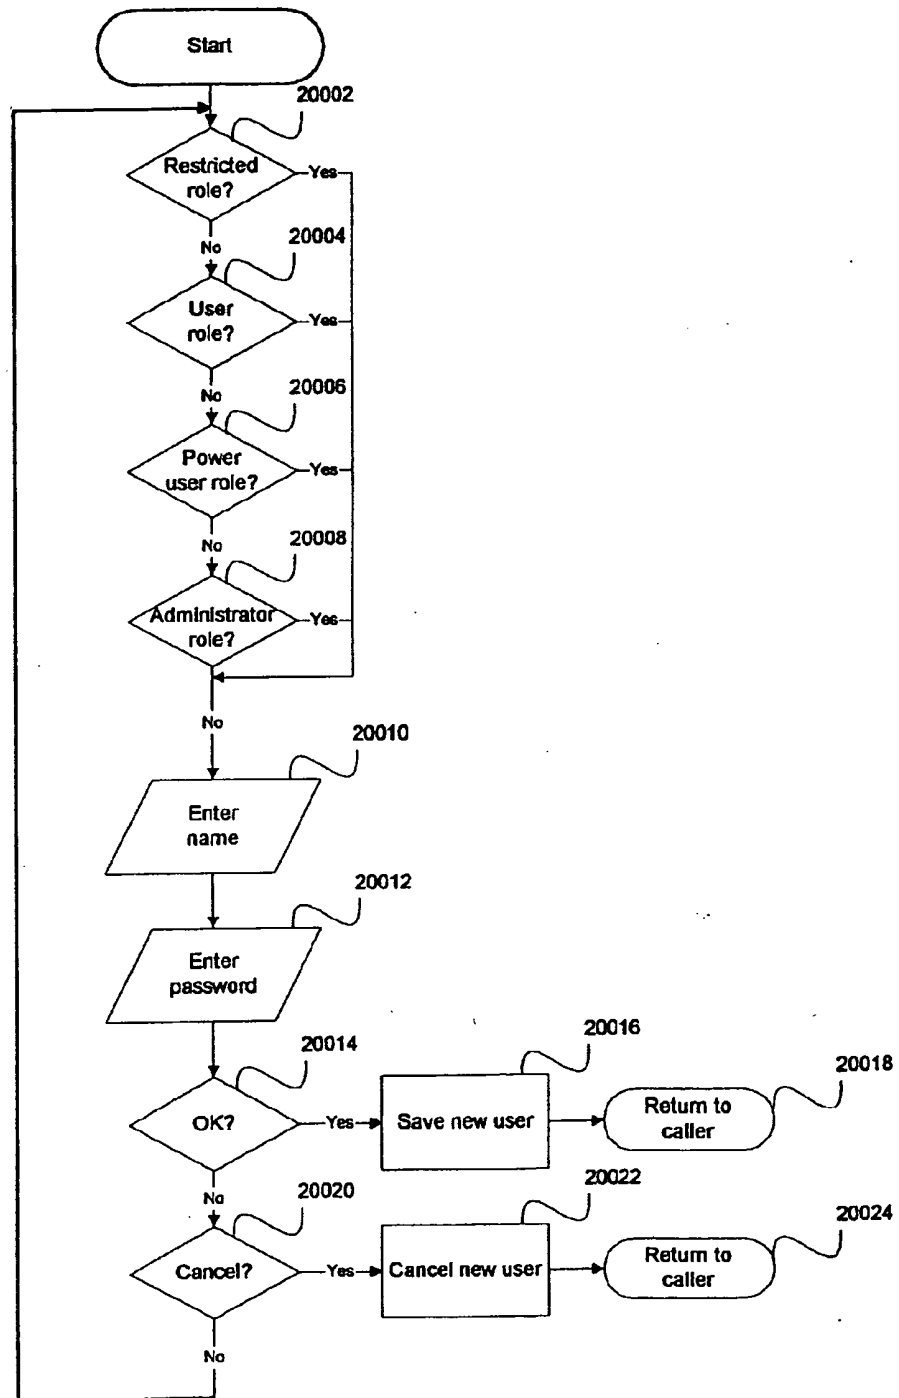 Start
20002
Restricted
role?
Yes
No
20004
User
role?
Yes
No
20006
Power
user role?
Yes
No
20008
Administrator
role?
Yes
No
20010
Enter
name
20012
Enter
password
20014
OK?
Yes
20016
Save new user
20018
Return to
caller
No
20020
Cancel?
Yes
20022
Cancel new user
20024
Return to
caller
No